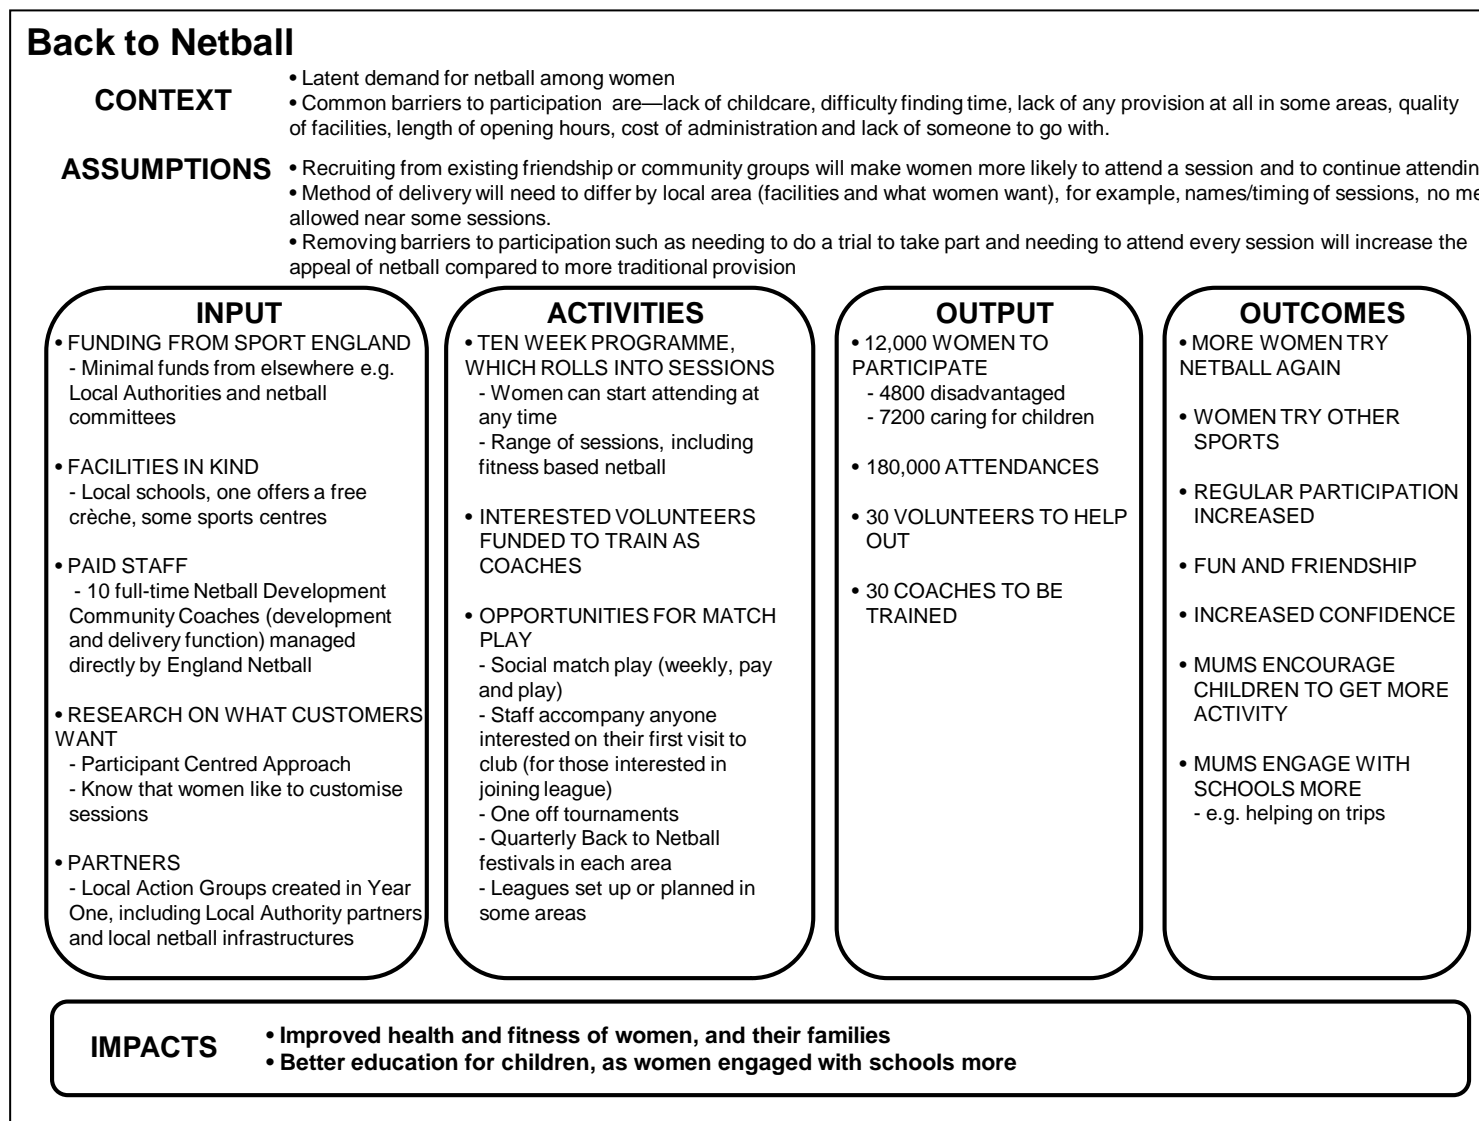 Back to Netball
CONTEXT
• Latent demand for netball among women
• Common barriers to participation are—lack of childcare, difficulty finding time, lack of any provision at all in some areas, quality
of facilities, length of opening hours, cost of administration and lack of someone to go with.
ASSUMPTIONS
• Recruiting from existing friendship or community groups will make women more likely to attend a session and to continue attendin
• Method of delivery will need to differ by local area (facilities and what women want), for example, names/timing of sessions, no me
allowed near some sessions.
• Removing barriers to participation such as needing to do a trial to take part and needing to attend every session will increase the
appeal of netball compared to more traditional provision
INPUT
• FUNDING FROM SPORT ENGLAND
- Minimal funds from elsewhere e.g.
Local Authorities and netball
committees
• FACILITIES IN KIND
- Local schools, one offers a free
crèche, some sports centres
• PAID STAFF
- 10 full-time Netball Development
Community Coaches (development
and delivery function) managed
directly by England Netball
• RESEARCH ON WHAT CUSTOMERS
WANT
- Participant Centred Approach
- Know that women like to customise
sessions
• PARTNERS
- Local Action Groups created in Year
One, including Local Authority partners
and local netball infrastructures
ACTIVITIES
• TEN WEEK PROGRAMME,
WHICH ROLLS INTO SESSIONS
- Women can start attending at
any time
- Range of sessions, including
fitness based netball
• INTERESTED VOLUNTEERS
FUNDED TO TRAIN AS
COACHES
• OPPORTUNITIES FOR MATCH
PLAY
- Social match play (weekly, pay
and play)
- Staff accompany anyone
interested on their first visit to
club (for those interested in
joining league)
- One off tournaments
- Quarterly Back to Netball
festivals in each area
- Leagues set up or planned in
some areas
OUTPUT
• 12,000 WOMEN TO
PARTICIPATE
- 4800 disadvantaged
- 7200 caring for children
• 180,000 ATTENDANCES
• 30 VOLUNTEERS TO HELP
OUT
• 30 COACHES TO BE
TRAINED
OUTCOMES
• MORE WOMEN TRY
NETBALL AGAIN
• WOMEN TRY OTHER
SPORTS
• REGULAR PARTICIPATION
INCREASED
• FUN AND FRIENDSHIP
• INCREASED CONFIDENCE
• MUMS ENCOURAGE
CHILDREN TO GET MORE
ACTIVITY
• MUMS ENGAGE WITH
SCHOOLS MORE
- e.g. helping on trips
IMPACTS
• Improved health and fitness of women, and their families
• Better education for children, as women engaged with schools more